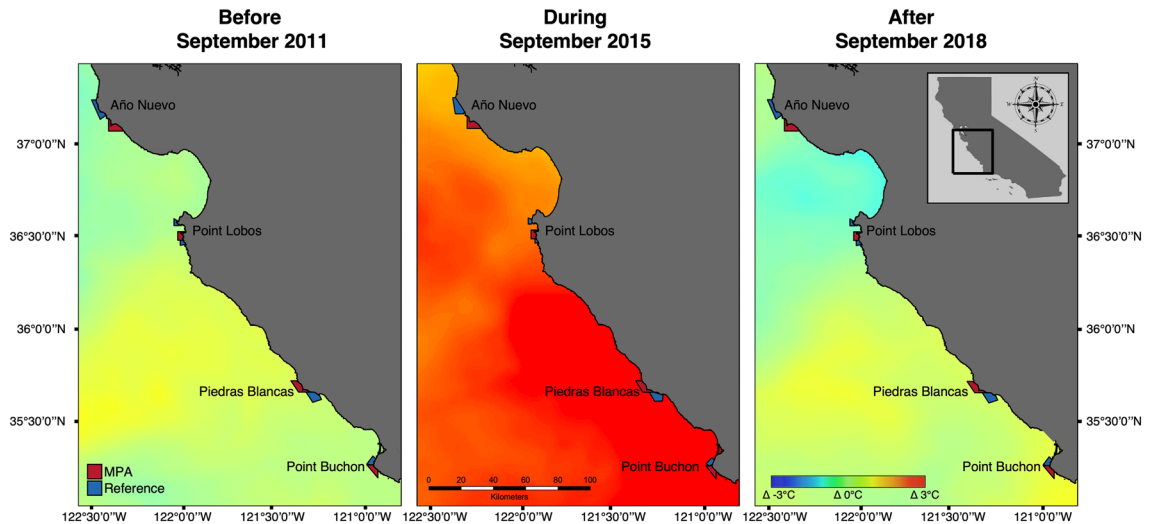 Before
September 2011
During
September 2015
After
September 2018
Año Nuevo
Point Lobos
Piedras Blancas
Point Buchon
MPA
Reference
37°0'0"N
36°30'0"N
36°0'0"N
35°30'0"N
122°30'0"W 122°0'0"W 121°30'0"W 121°0'0"W
Año Nuevo
Point Lobos
Piedras Blancas
Point Buchon
0 20 40 60 80 100
Kilometers
122°30'0"W 122°0'0"W 121°30'0"W 121°0'0"W
Año Nuevo
Point Lobos
Piedras Blancas
Point Buchon
N
Δ -3°C Δ 0°C Δ 3°C
37°0'0"N
36°30'0"N
36°0'0"N
35°30'0"N
122°30'0"W 122°0'0"W 121°30'0"W 121°0'0"W